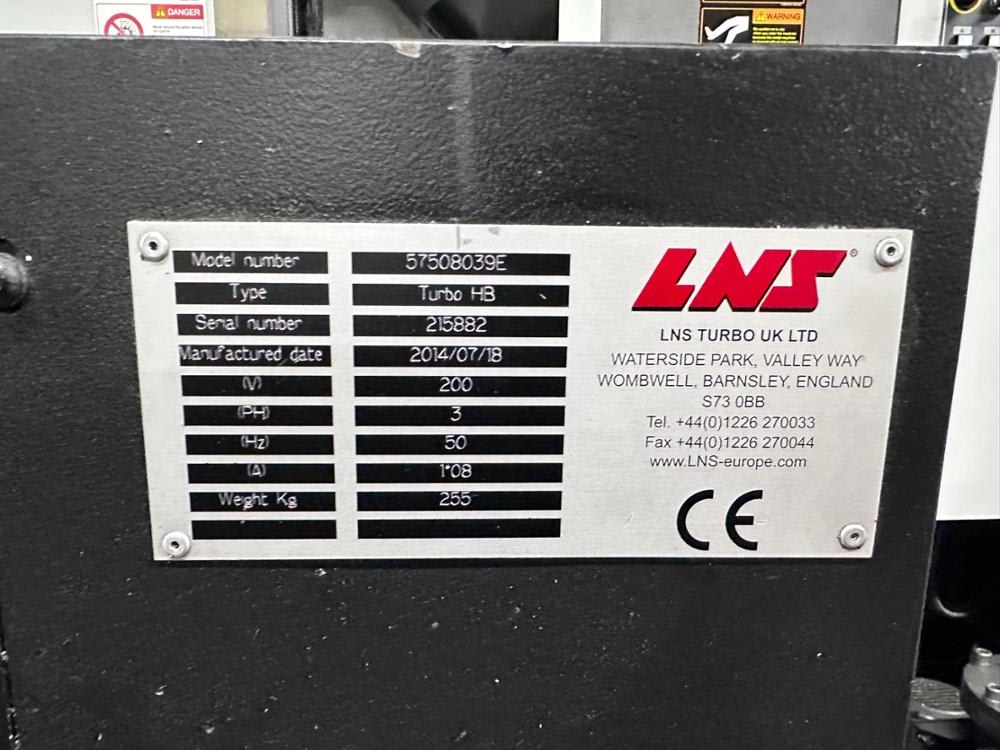 DANGER
WARNING
Model number 57508039E
Type Turbo HB
Serial number 215882
Manufactured date 2014/07/18
(V) 200
(PH) 3
(Hz) 50
(A) 1·08
Weight Kg 255
LNS®
LNS TURBO UK LTD
WATERSIDE PARK, VALLEY WAY
WOMBWELL, BARNSLEY, ENGLAND
S73 0BB
Tel. +44(0)1226 270033
Fax +44(0)1226 270044
www.LNS-europe.com
CE